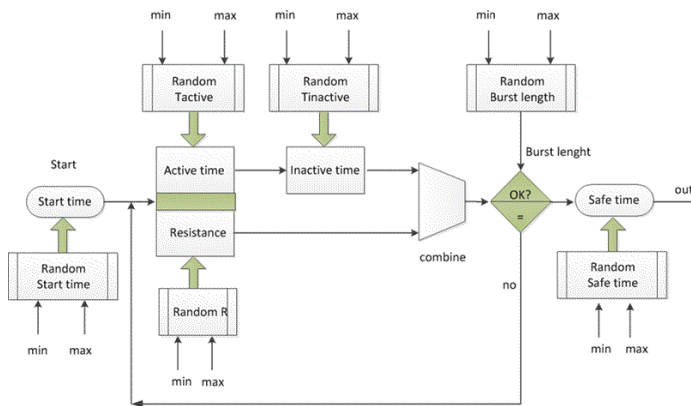 min
max
min
max
min
max
Random
Tactive
Random
Tinactive
Random
Burst length
Start
Burst lenght
Active time
Inactive time
Start time
OK?
=
Safe time
out
Resistance
combine
Random
Start time
Random
Safe time
no
Random R
min
max
min
max
min
max